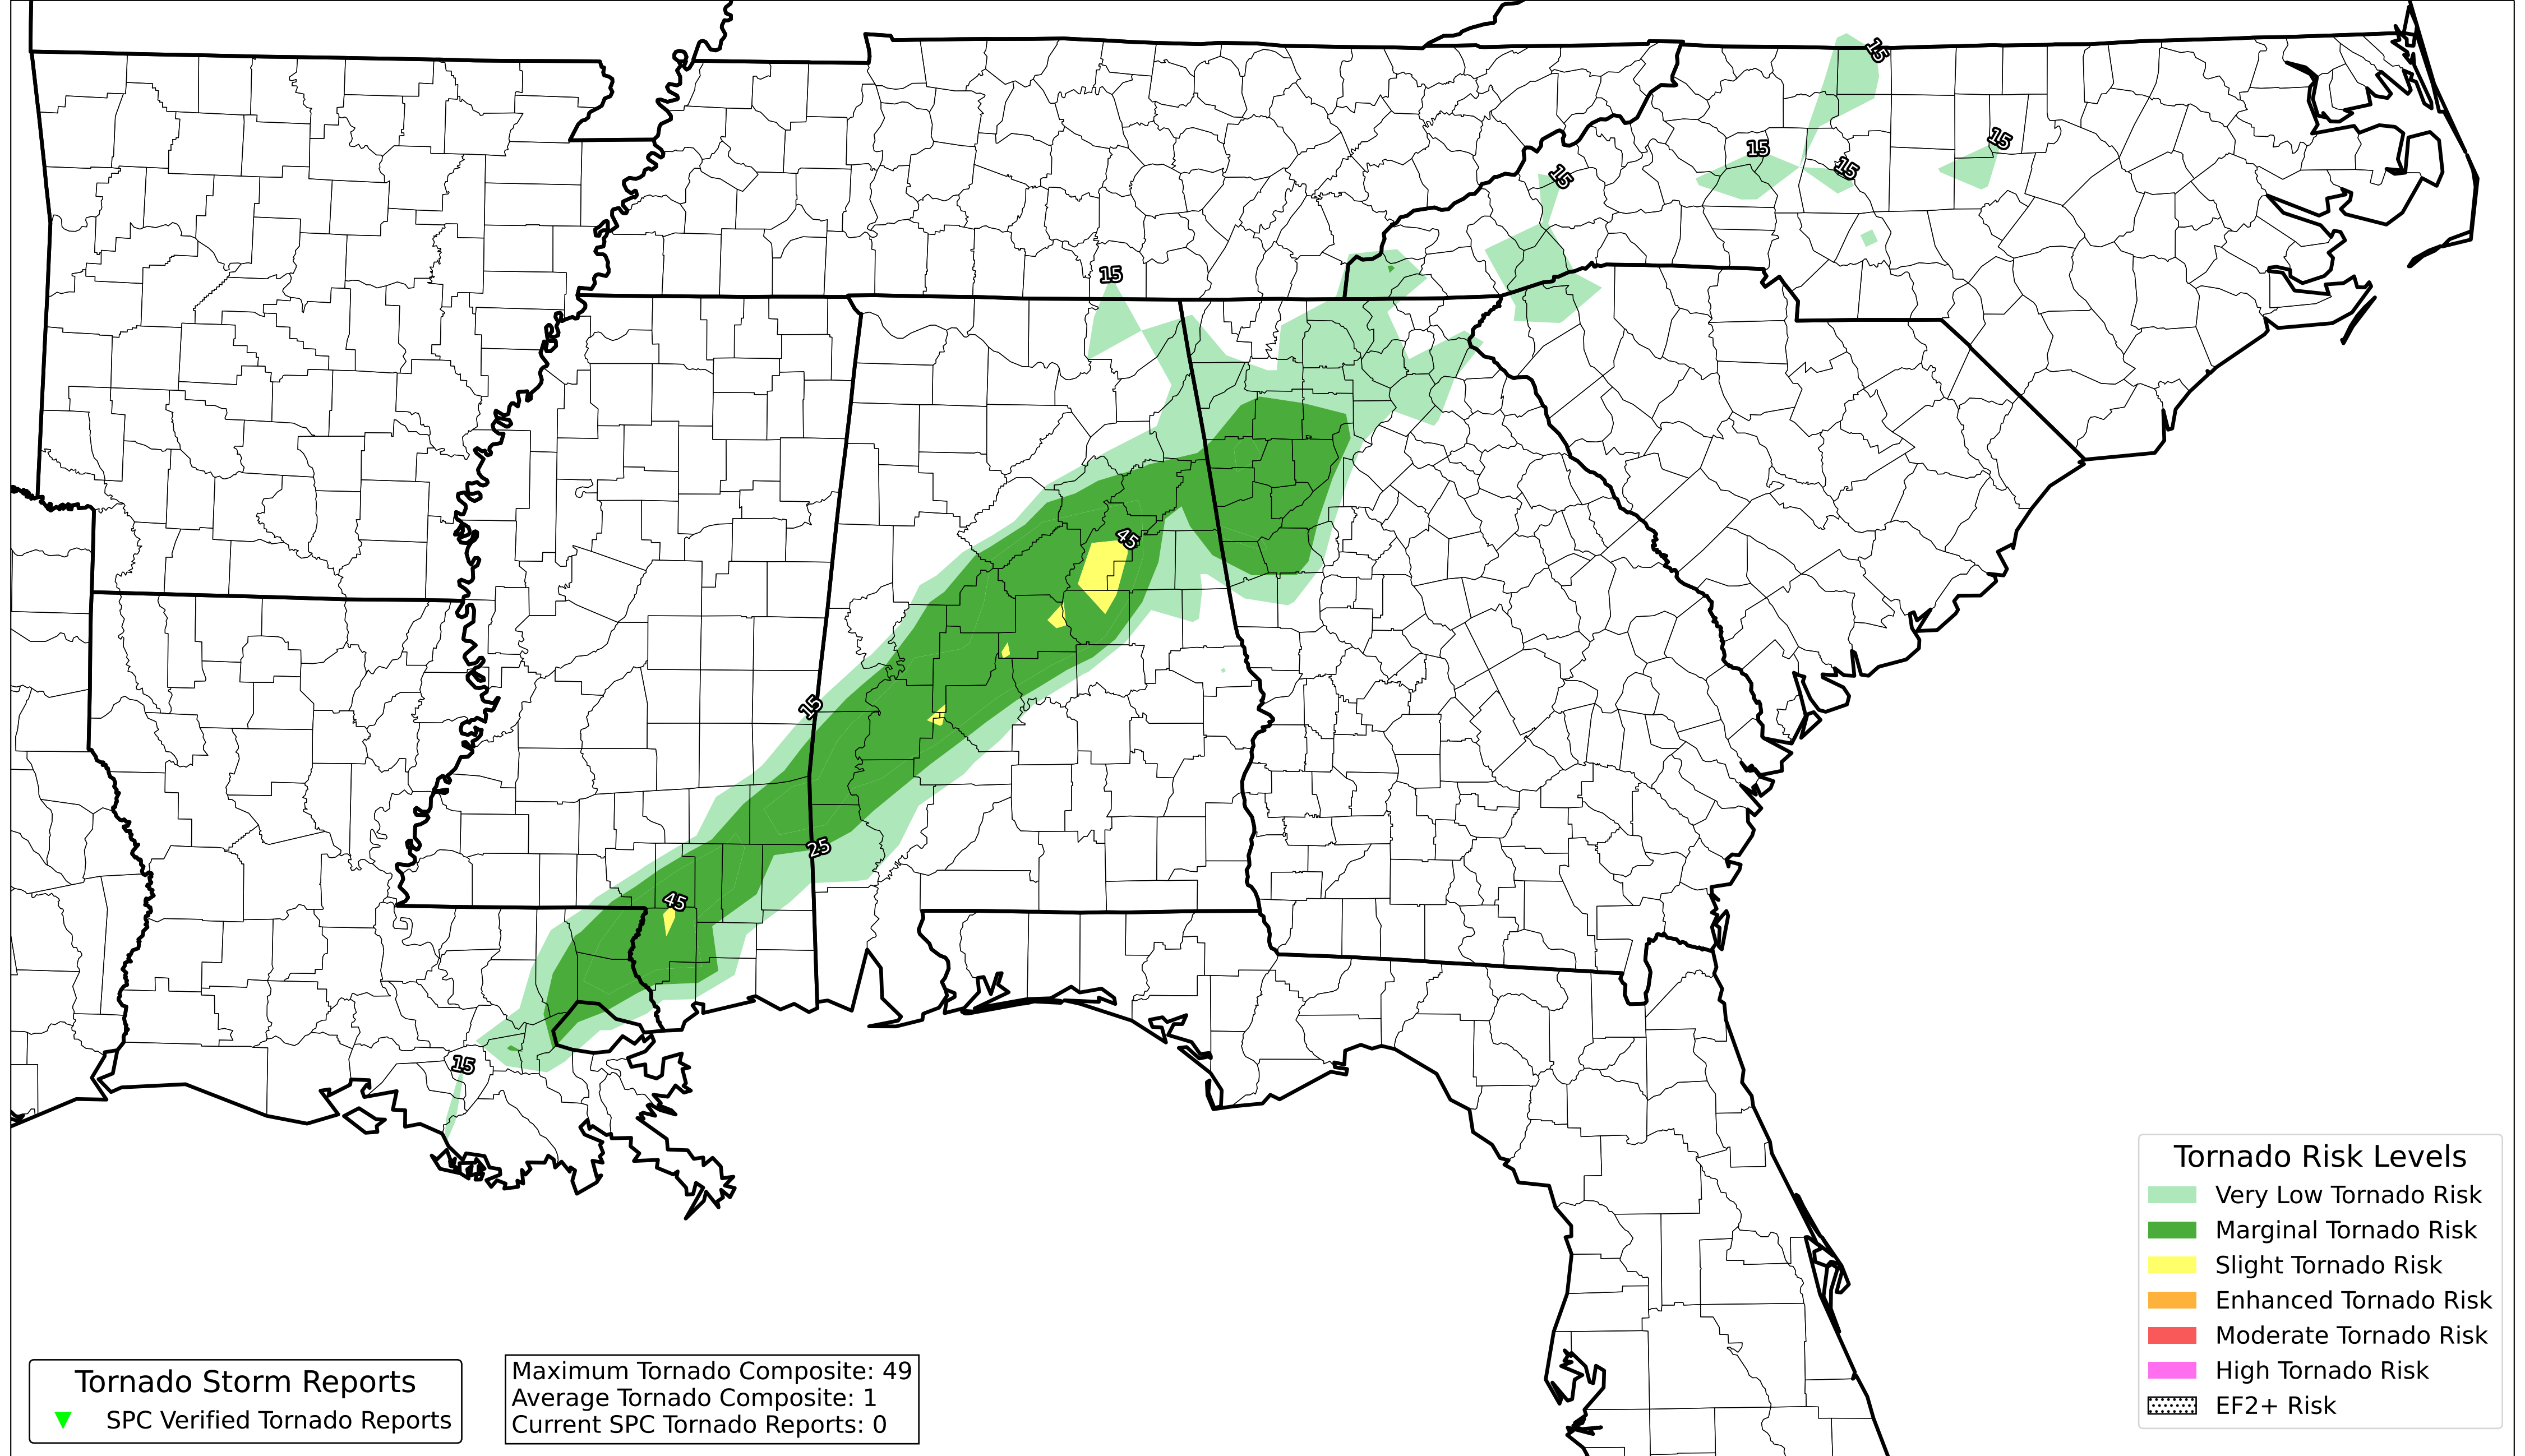 15
15
15
15
15
15
45
15
25
45
15
Tornado Risk Levels
Very Low Tornado Risk
Marginal Tornado Risk
Slight Tornado Risk
Enhanced Tornado Risk
Moderate Tornado Risk
High Tornado Risk
EF2+ Risk
Tornado Storm Reports
SPC Verified Tornado Reports
Maximum Tornado Composite: 49
Average Tornado Composite: 1
Current SPC Tornado Reports: 0